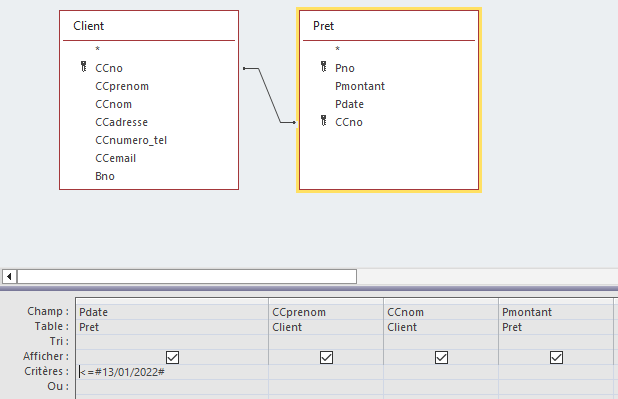 Client
*
CCno
CCprenom
CCnom
CCadresse
CCnumero_tel
CCemail
Bno
Pret
*
Pno
Pmontant
Pdate
CCno
Champ : Pdate CCprenom CCnom Pmontant
Table : Pret Client Client Pret
Tri :
Afficher :
Critères : <=#13/01/2022#
Ou :